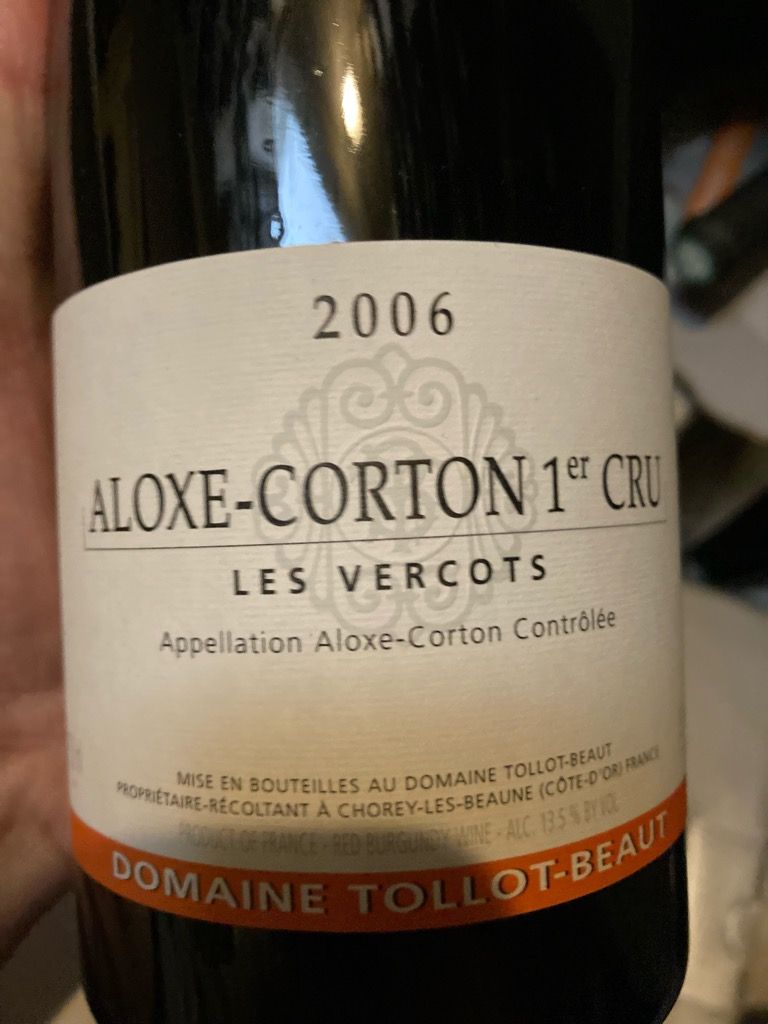 2006
ALOXE-CORTON 1er CRU
LES VERCOTS
Appellation Aloxe-Corton Contrôlée
MISE EN BOUTEILLES AU DOMAINE TOLLOT-BEAUT
PROPRIÉTAIRE-RÉCOLTANT À CHOREY-LES-BEAUNE (CÔTE-D'OR) FRANCE
PRODUCT OF FRANCE - RED BURGUNDY WINE - ALC. 13.5 % BY VOL
DOMAINE TOLLOT-BEAUT